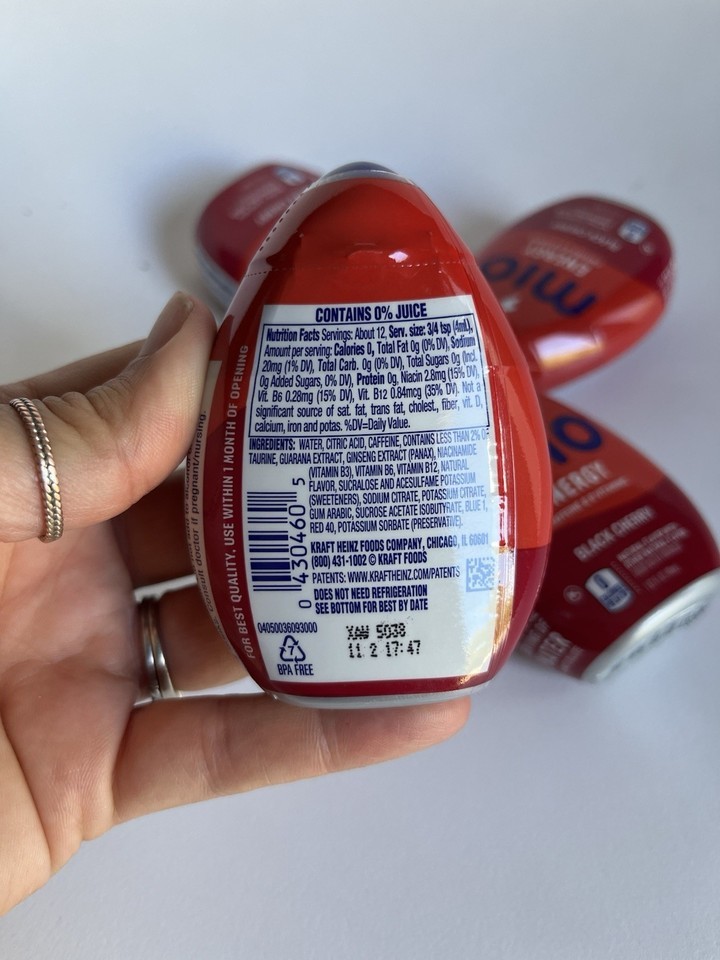 CONTAINS 0% JUICE
Nutrition Facts Servings: About 12, Serv. size: 3/4 tsp (4mL),
Amount per serving: Calories 0, Total Fat 0g (0% DV), Sodium
20mg (1% DV), Total Carb. 0g (0% DV), Total Sugars 0g (Incl.
0g Added Sugars, 0% DV), Protein 0g, Niacin 2.8mg (15% DV),
Vit. B6 0.28mg (15% DV), Vit. B12 0.84mcg (35% DV). Not a
significant source of sat. fat, trans fat, cholest., fiber, vit. D,
calcium, iron and potas. %DV=Daily Value.
INGREDIENTS: WATER, CITRIC ACID, CAFFEINE, CONTAINS LESS THAN 2% OF
TAURINE, GUARANA EXTRACT, GINSENG EXTRACT (PANAX), NIACINAMIDE
(VITAMIN B3), VITAMIN B6, VITAMIN B12, NATURAL
FLAVOR, SUCRALOSE AND ACESULFAME POTASSIUM
(SWEETENERS), SODIUM CITRATE, POTASSIUM CITRATE,
GUM ARABIC, SUCROSE ACETATE ISOBUTYRATE, BLUE 1,
RED 40, POTASSIUM SORBATE (PRESERVATIVE).
KRAFT HEINZ FOODS COMPANY, CHICAGO, IL 60601
(800) 431-1002 © KRAFT FOODS
PATENTS: WWW.KRAFTHEINZ.COM/PATENTS
DOES NOT NEED REFRIGERATION
SEE BOTTOM FOR BEST BY DATE
0 430460 5
04050036093000
XAW 5038
11 2 17:47
7
BPA FREE
FOR BEST QUALITY, USE WITHIN 1 MONTH OF OPENING
doctor if pregnant/nursing.
mio
ENERGY
IO
NERGY
BLACK CHERRY
0